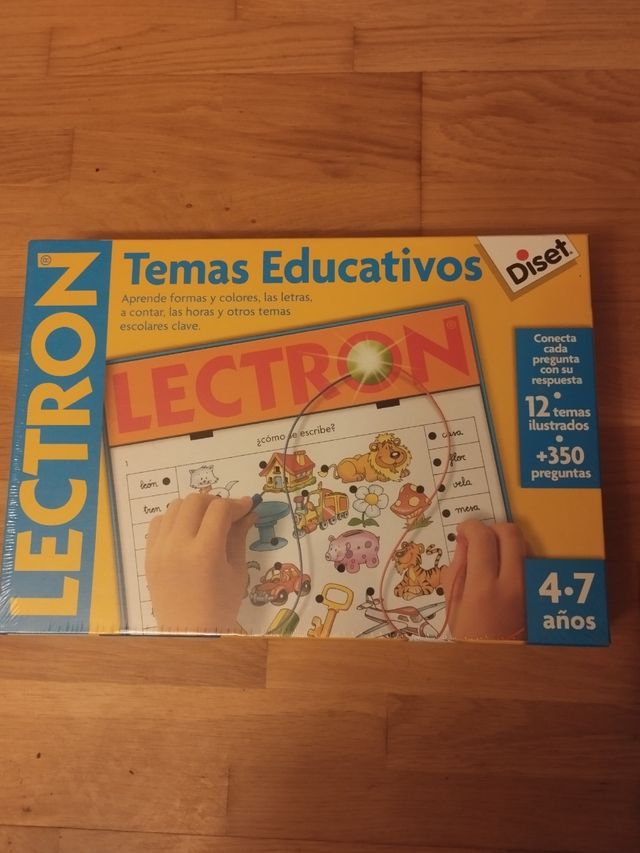 LECTRON®
Temas Educativos
Diset®
Aprende formas y colores, las letras,
a contar, las horas y otros temas
escolares clave.
Conecta
cada
pregunta
con su
respuesta
•
12 temas
ilustrados
•
+350
preguntas
LECTRON®
¿cómo se escribe?
1
león
tren
casa
flor
vela
mesa
4·7
años